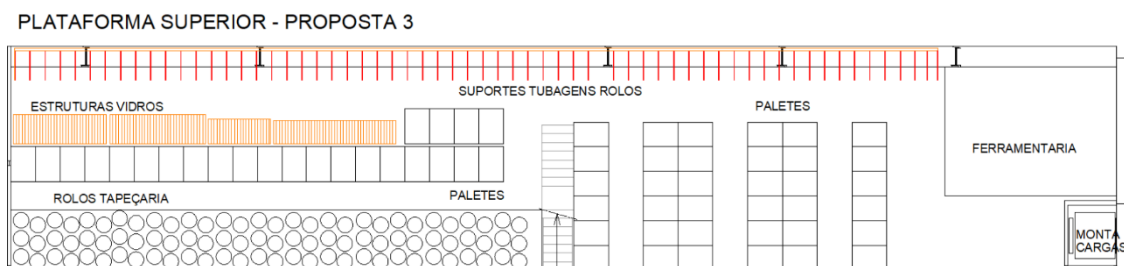 PLATAFORMA SUPERIOR - PROPOSTA 3
SUPORTES TUBAGENS ROLOS
ESTRUTURAS VIDROS
PALETES
FERRAMENTARIA
ROLOS TAPEÇARIA
PALETES
MONTA
CARGAS